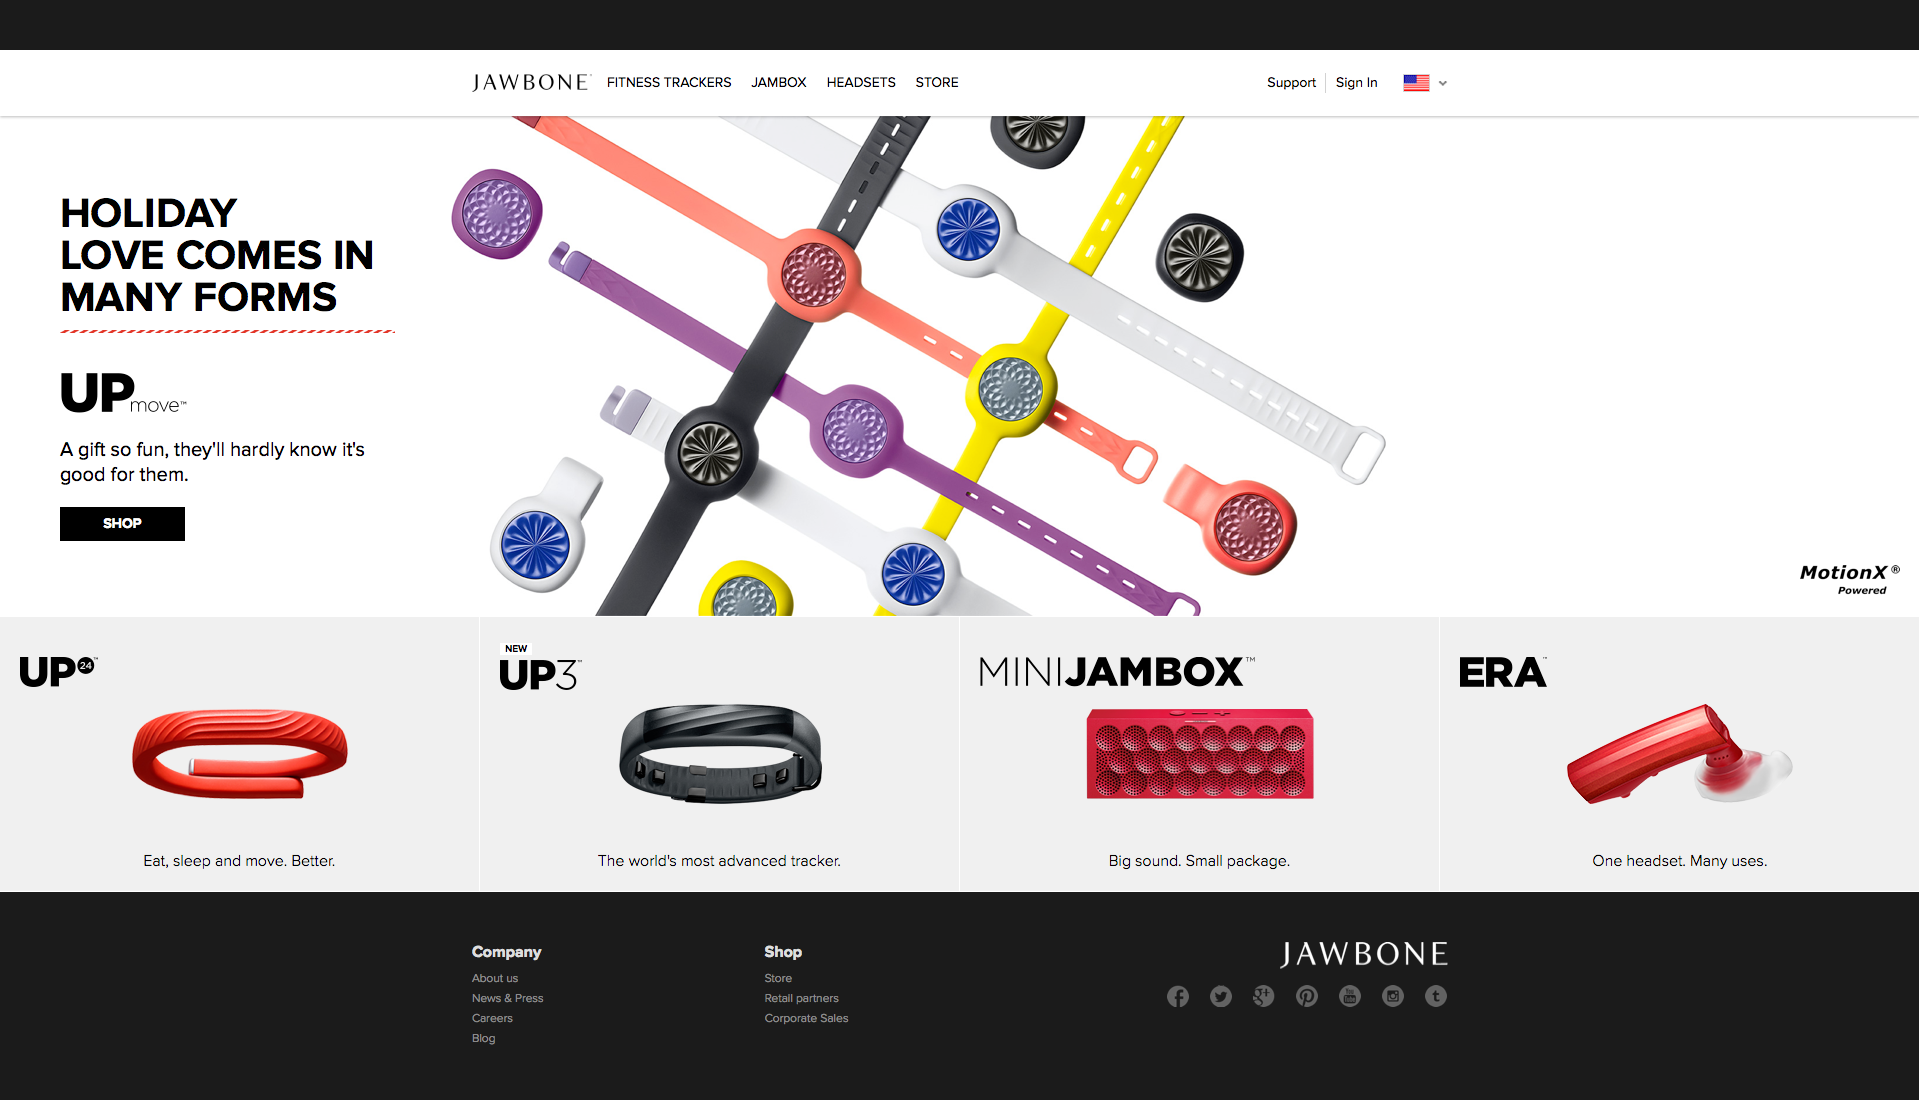 JAWBONE FITNESS TRACKERS JAMBOX HEADSETS STORE Support Sign In
HOLIDAY
LOVE COMES IN
MANY FORMS
UP move™
A gift so fun, they'll hardly know it's
good for them.
SHOP
MotionX®
Powered
UP24™
Eat, sleep and move. Better.
NEW
UP3™
The world's most advanced tracker.
MINIJAMBOX™
Big sound. Small package.
ERA™
One headset. Many uses.
Company
About us
News & Press
Careers
Blog
Shop
Store
Retail partners
Corporate Sales
JAWBONE